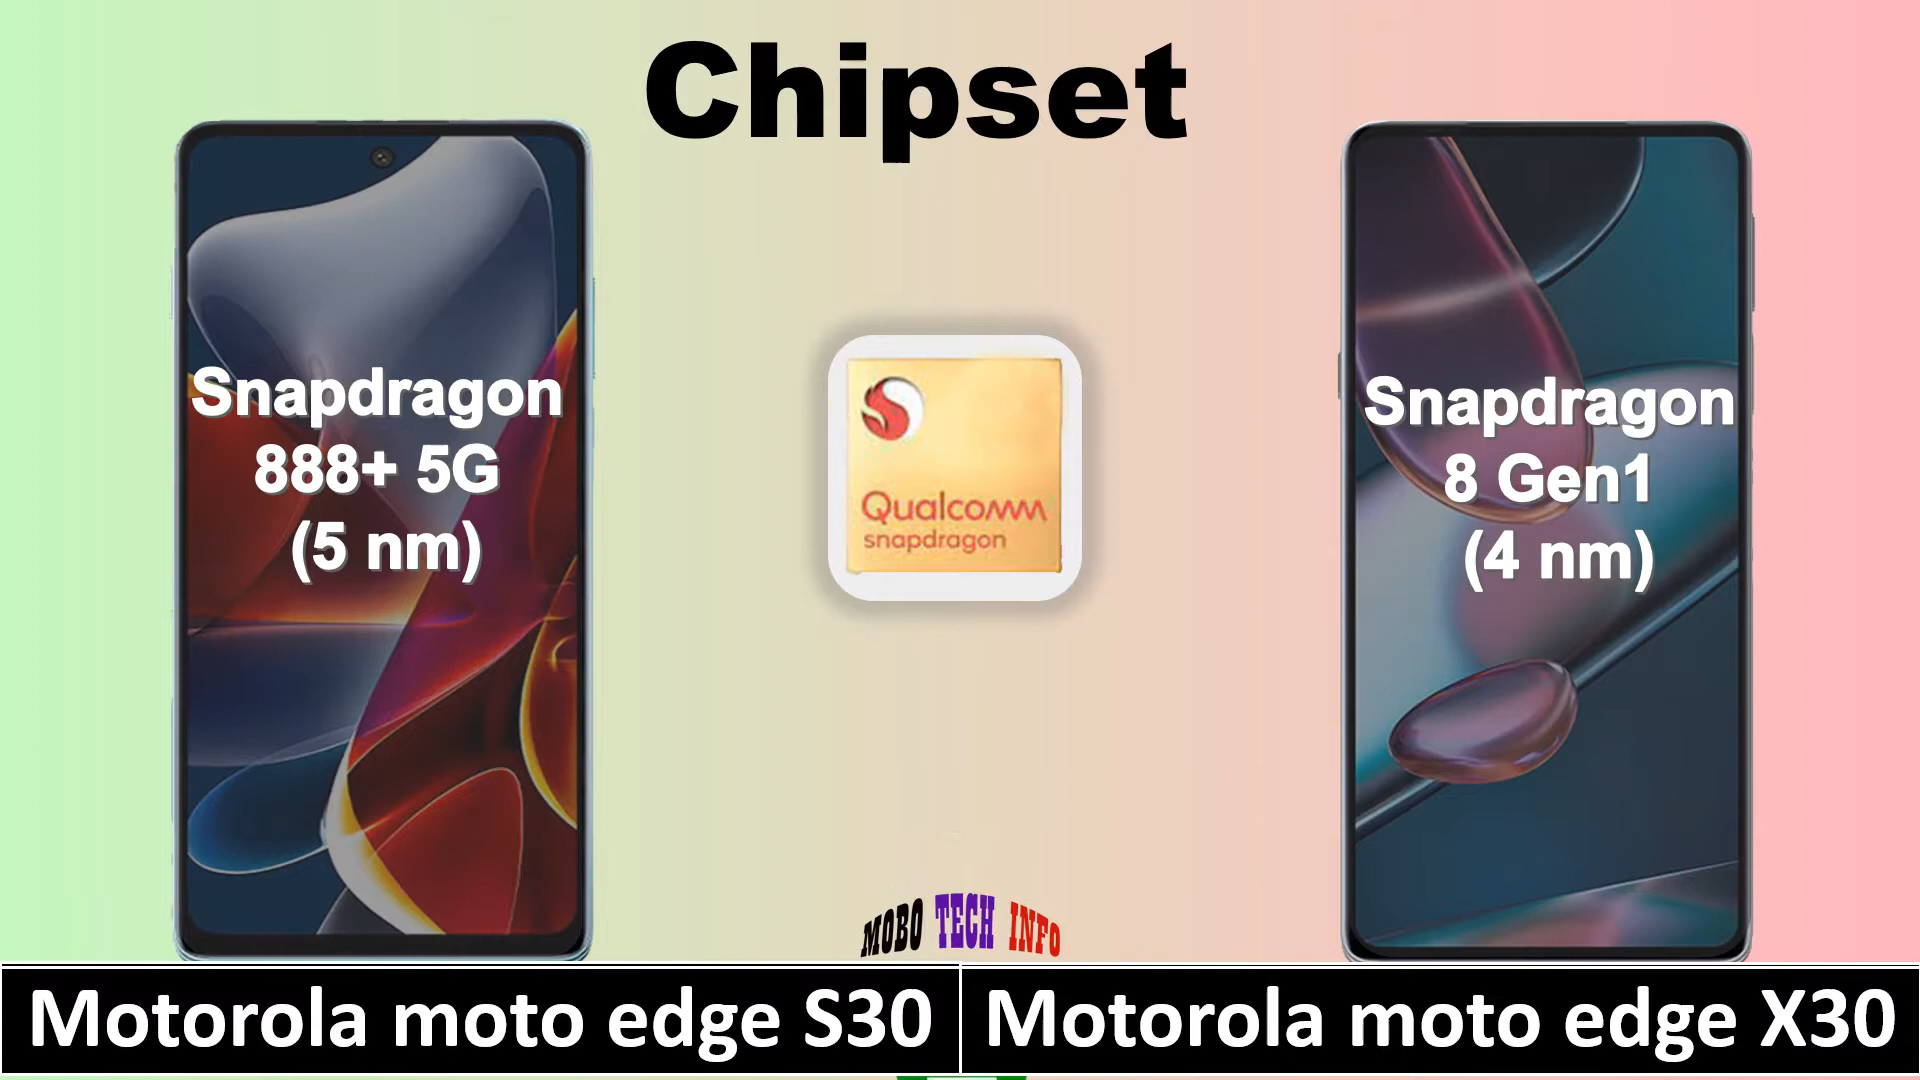 Chipset
Snapdragon
888+ 5G
(5 nm)
Qualcomm
snapdragon
Snapdragon
8 Gen1
(4 nm)
MOBO TECH INFO
Motorola moto edge S30
Motorola moto edge X30